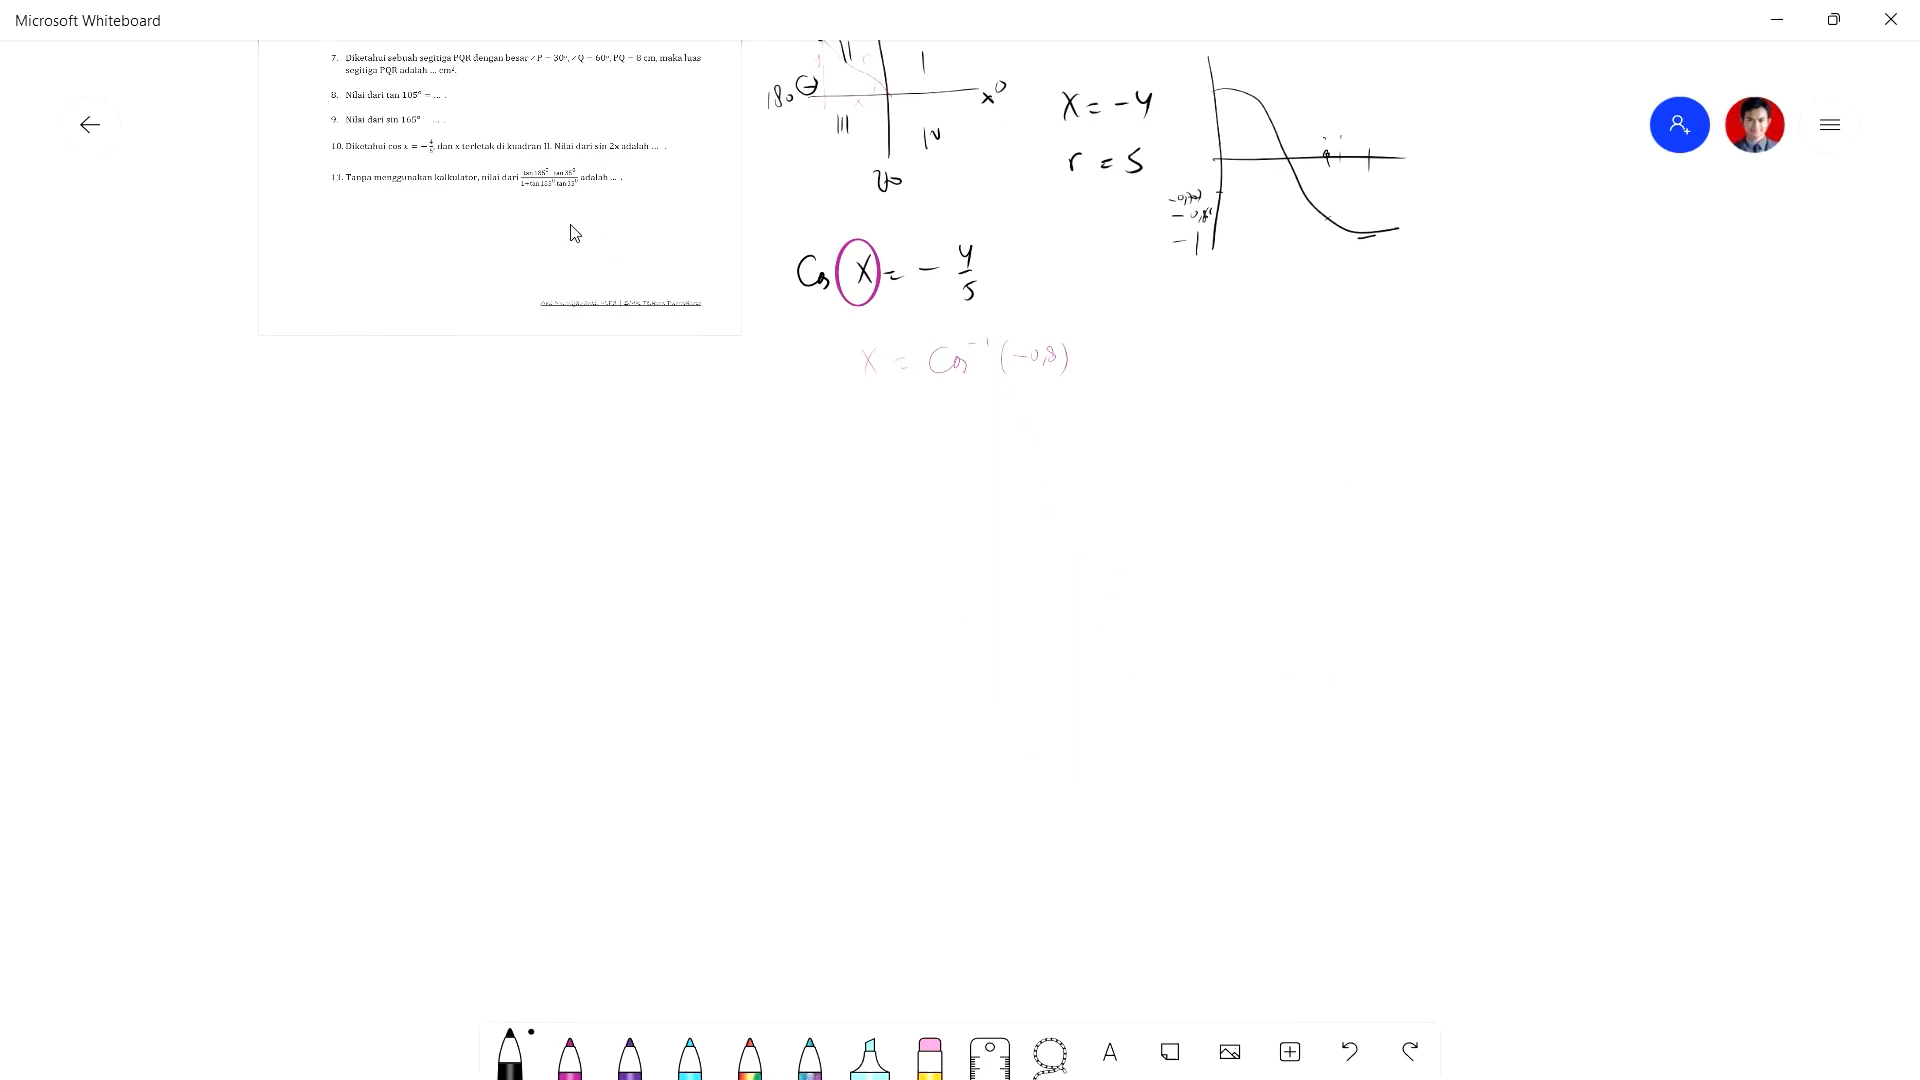 Microsoft Whiteboard
7. Diketahui sebuah segitiga PQR dengan besar ∠P = 30°, ∠Q = 60°, PQ = 8 cm, maka luas
segitiga PQR adalah ... cm².
8. Nilai dari tan 105° = ... .
9. Nilai dari sin 165° ... .
10. Diketahui cos x = −4/5, dan x terletak di kuadran II. Nilai dari sin 2x adalah ... .
11. Tanpa menggunakan kalkulator, nilai dari adalah ... .
II
I
180
x 0
III
IV
x = -4
r = 5
-1
Cos X = - 4/5
X = Cos⁻¹ (-0,8)
A